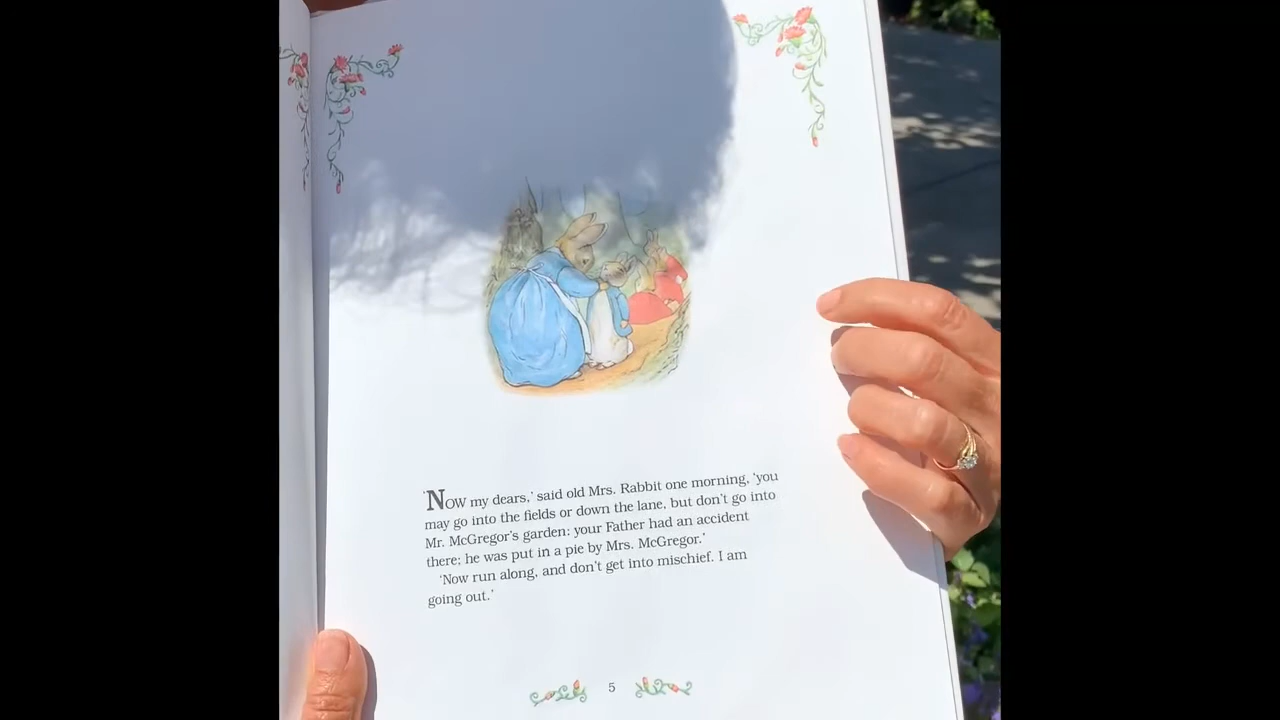 'NOW my dears,' said old Mrs. Rabbit one morning, 'you
may go into the fields or down the lane, but don't go into
Mr. McGregor's garden: your Father had an accident
there; he was put in a pie by Mrs. McGregor.'
'Now run along, and don't get into mischief. I am
going out.'
5